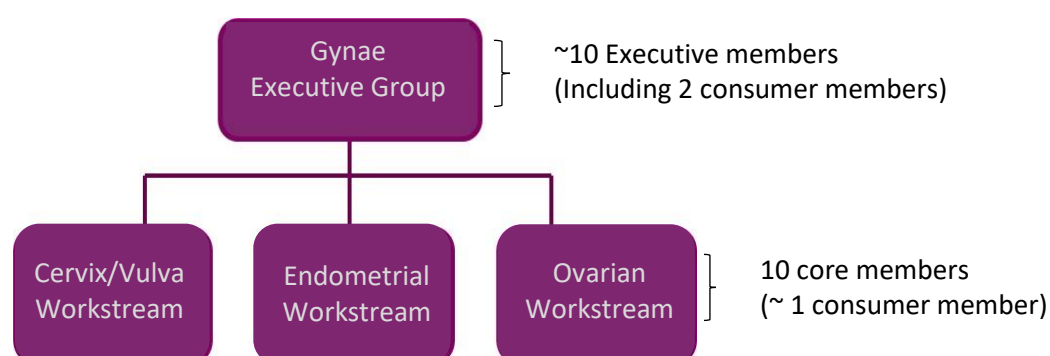 Gynae
Executive Group
~10 Executive members
(Including 2 consumer members)
Cervix/Vulva
Workstream
Endometrial
Workstream
Ovarian
Workstream
10 core members
(~ 1 consumer member)